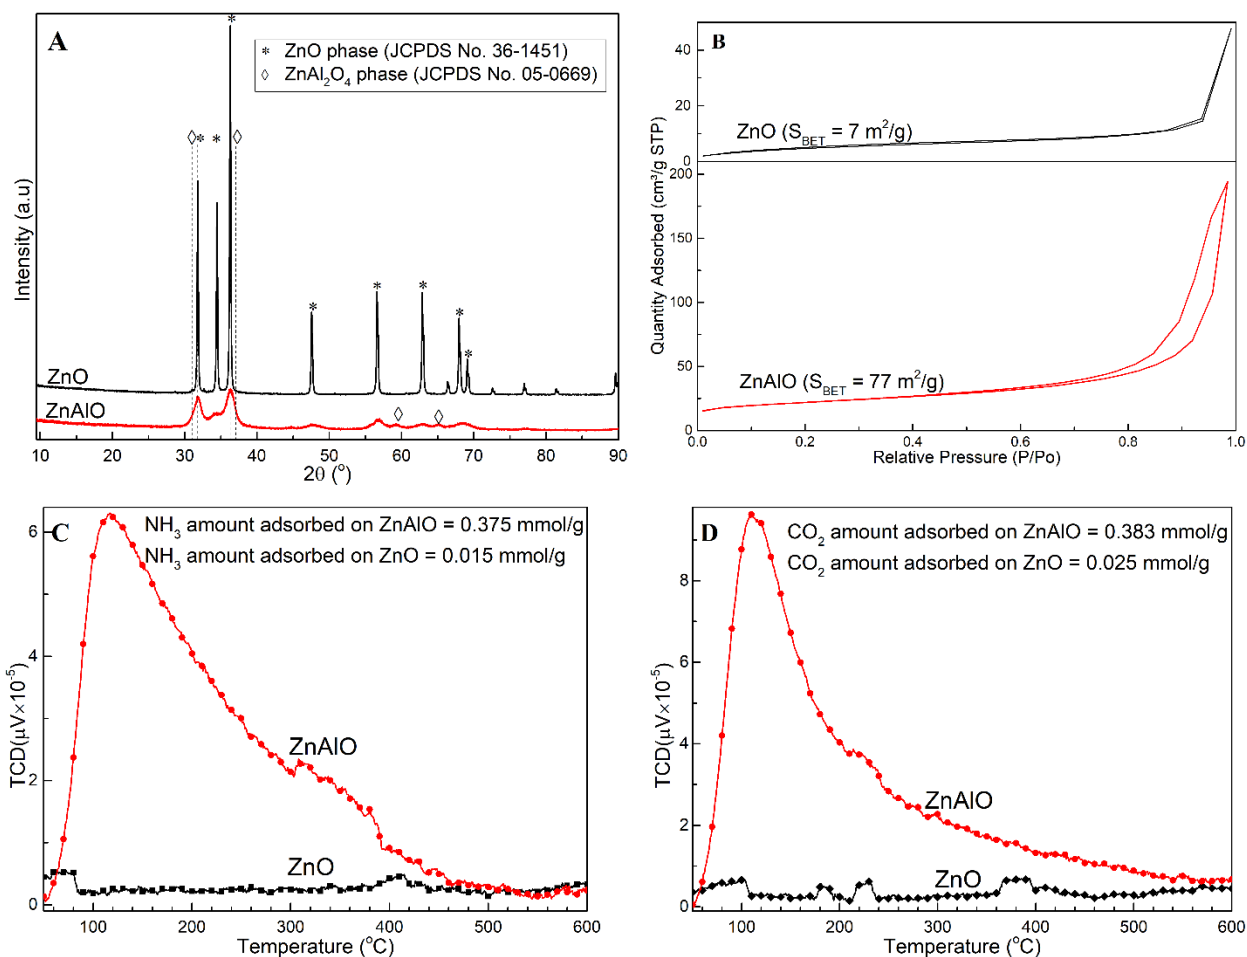 A
* ZnO phase (JCPDS No. 36-1451)
◊ ZnAl₂O₄ phase (JCPDS No. 05-0669)
Intensity (a.u)
ZnO
ZnAlO
10 20 30 40 50 60 70 80 90
2θ (°)
B
40
20
0
ZnO (S_BET = 7 m²/g)
200
150
100
50
0
ZnAlO (S_BET = 77 m²/g)
Quantity Adsorbed (cm³/g STP)
0.0 0.2 0.4 0.6 0.8 1.0
Relative Pressure (P/Po)
C
NH₃ amount adsorbed on ZnAlO = 0.375 mmol/g
NH₃ amount adsorbed on ZnO = 0.015 mmol/g
6
4
2
0
TCD(μV×10⁻⁵)
ZnAlO
ZnO
100 200 300 400 500 600
Temperature (°C)
D
CO₂ amount adsorbed on ZnAlO = 0.383 mmol/g
CO₂ amount adsorbed on ZnO = 0.025 mmol/g
8
6
4
2
0
TCD(μV×10⁻⁵)
ZnAlO
ZnO
100 200 300 400 500 600
Temperature (°C)